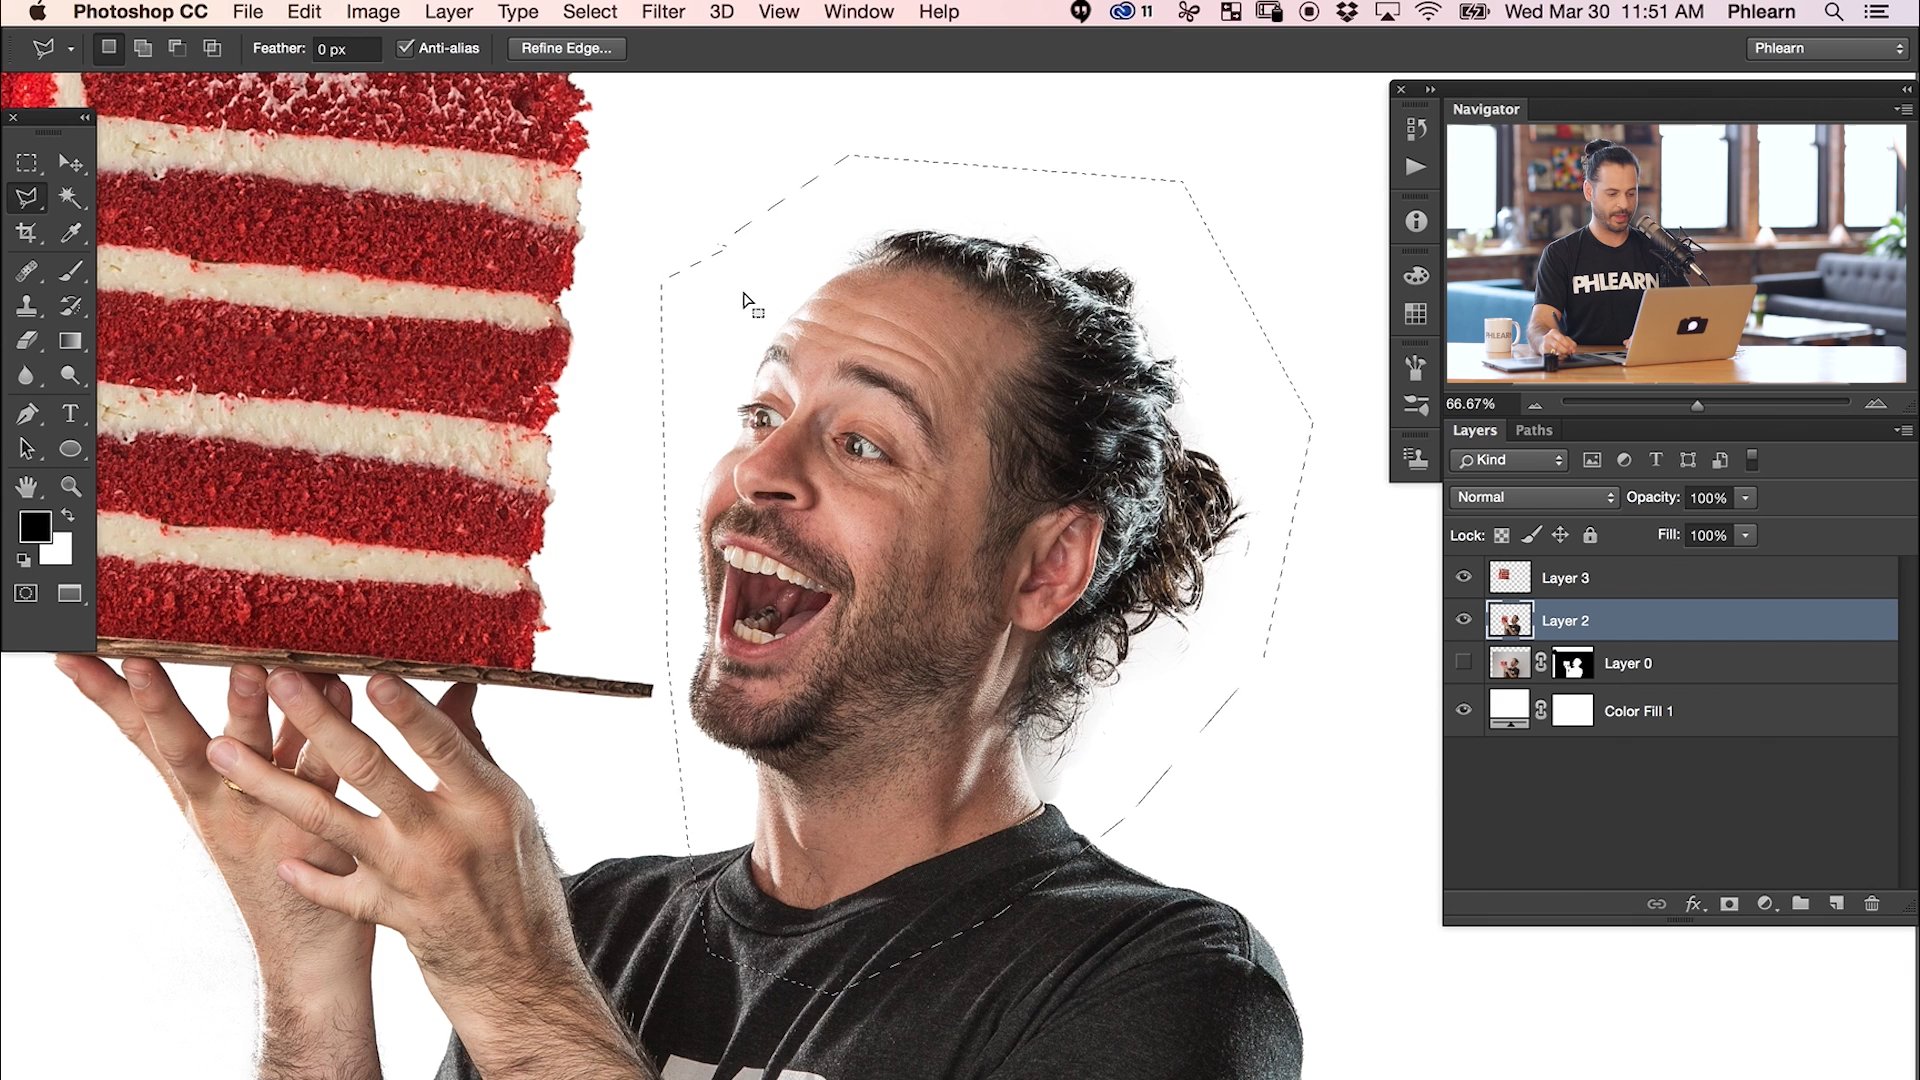 Photoshop CC File Edit Image Layer Type Select Filter 3D View Window Help 11 Wed Mar 30 11:51 AM Phlearn
Feather: 0 px Anti-alias Refine Edge... Phlearn
Navigator
PHLEARN
PHLEARN
66.67%
Layers Paths
Kind
Normal Opacity: 100%
Lock: Fill: 100%
Layer 3
Layer 2
Layer 0
Color Fill 1